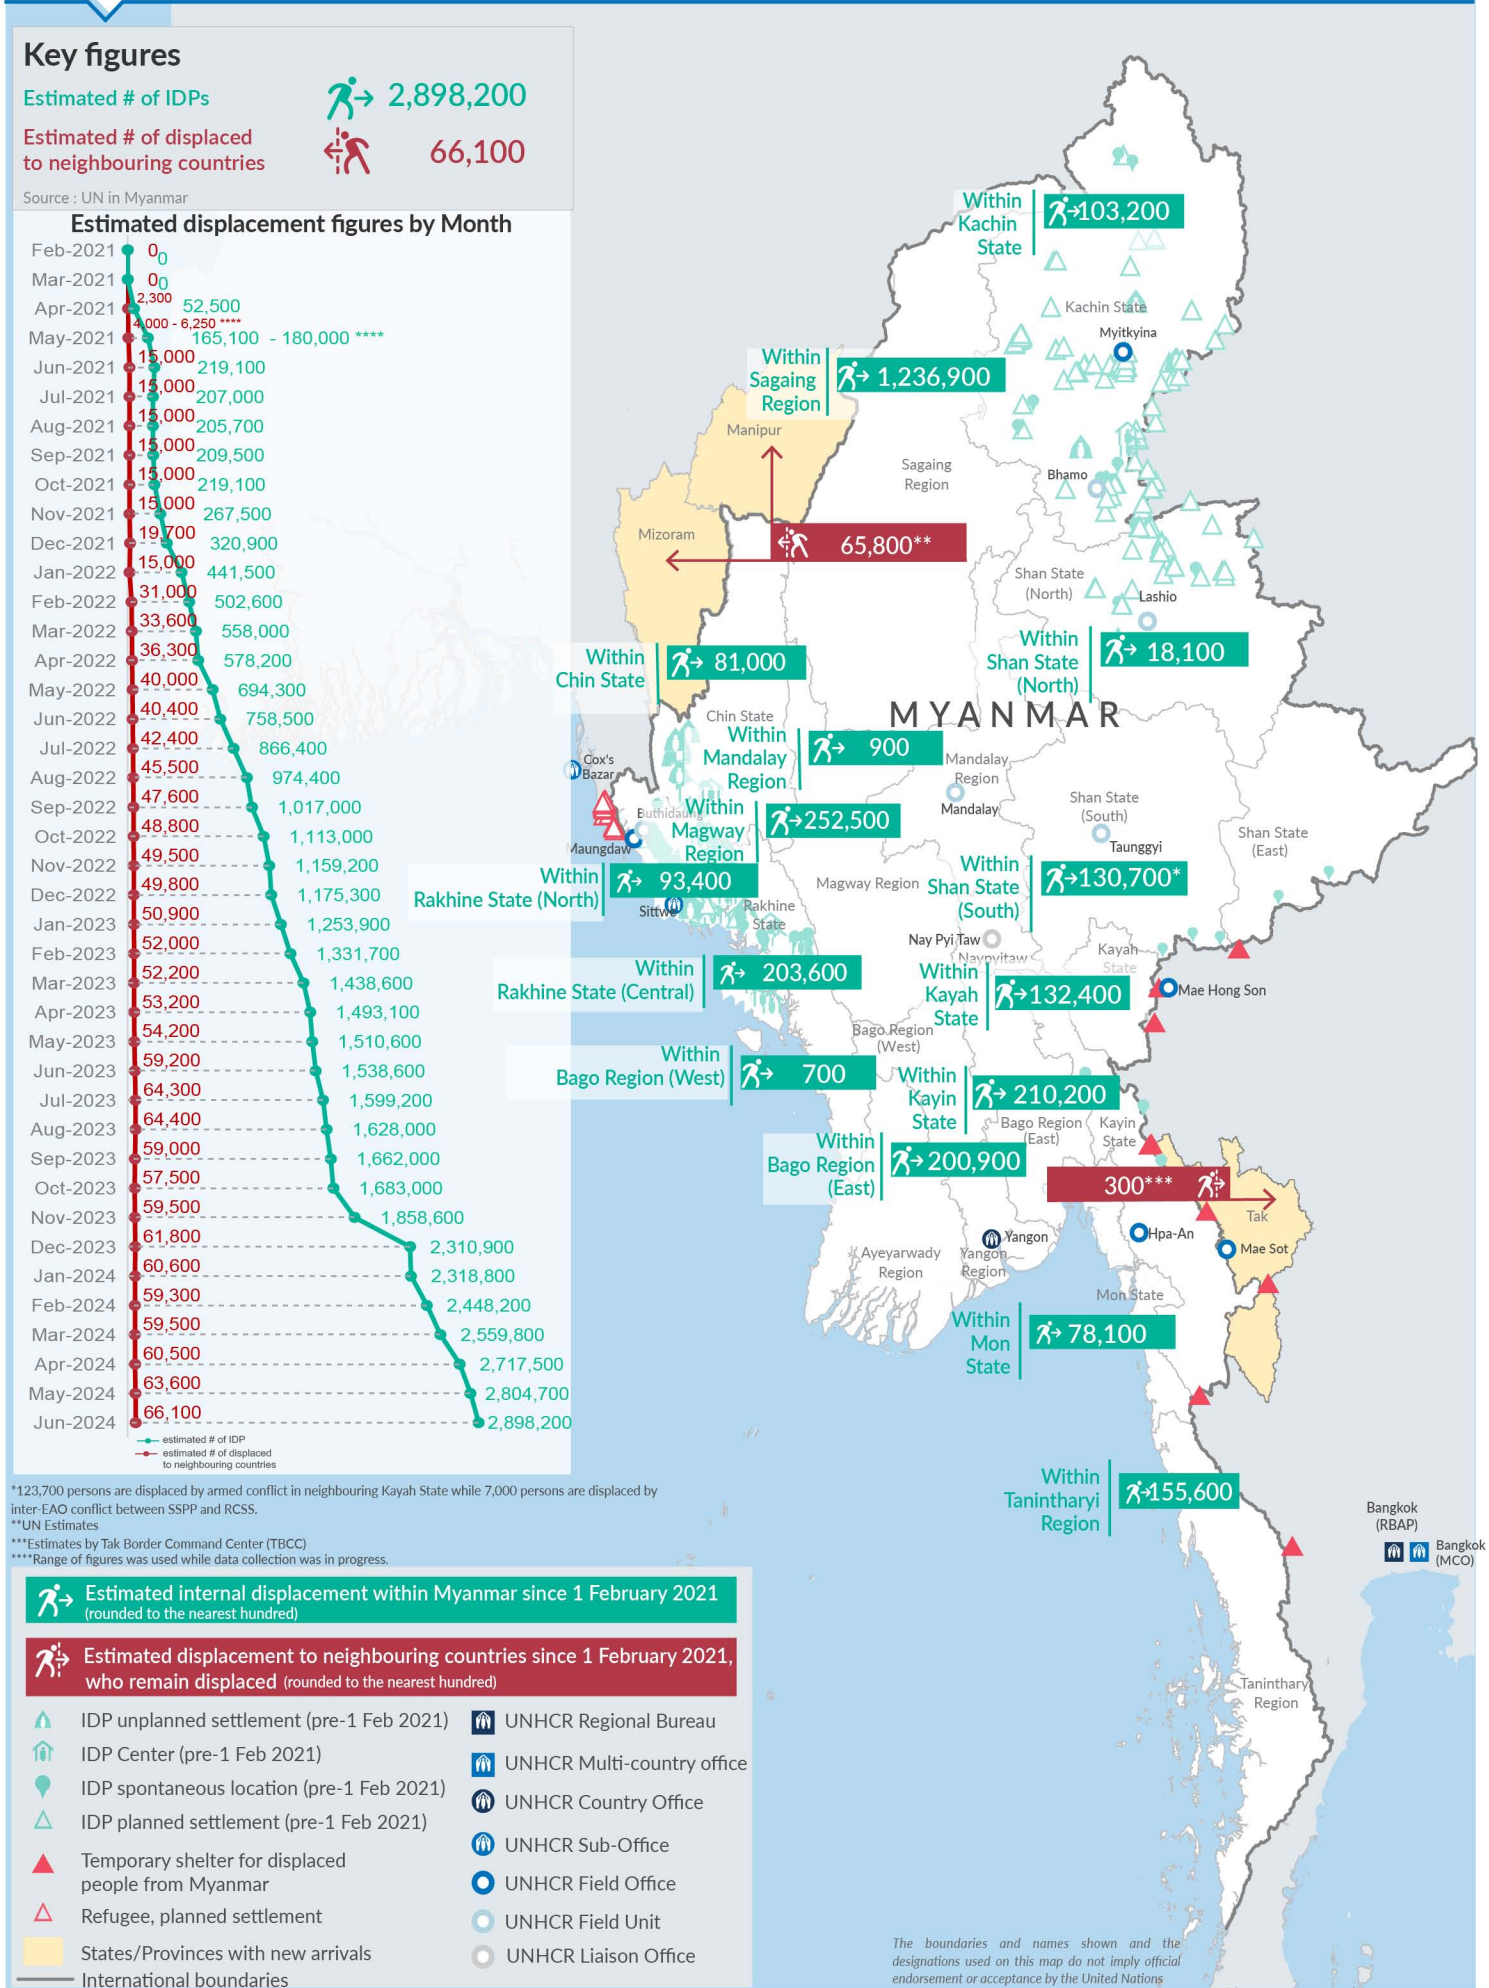 Key figures
Estimated # of IDPs
2,898,200
Estimated # of displaced
to neighbouring countries
66,100
Source : UN in Myanmar
Estimated displacement figures by Month
Feb-2021 0 0
Mar-2021 0 0
Apr-2021 2,300 52,500
May-2021 4,000 - 6,250 **** 165,100 - 180,000 ****
Jun-2021 15,000 219,100
Jul-2021 15,000 207,000
Aug-2021 15,000 205,700
Sep-2021 15,000 209,500
Oct-2021 15,000 219,100
Nov-2021 15,000 267,500
Dec-2021 19,700 320,900
Jan-2022 15,000 441,500
Feb-2022 31,000 502,600
Mar-2022 33,600 558,000
Apr-2022 36,300 578,200
May-2022 40,000 694,300
Jun-2022 40,400 758,500
Jul-2022 42,400 866,400
Aug-2022 45,500 974,400
Sep-2022 47,600 1,017,000
Oct-2022 48,800 1,113,000
Nov-2022 49,500 1,159,200
Dec-2022 49,800 1,175,300
Jan-2023 50,900 1,253,900
Feb-2023 52,000 1,331,700
Mar-2023 52,200 1,438,600
Apr-2023 53,200 1,493,100
May-2023 54,200 1,510,600
Jun-2023 59,200 1,538,600
Jul-2023 64,300 1,599,200
Aug-2023 64,400 1,628,000
Sep-2023 59,000 1,662,000
Oct-2023 57,500 1,683,000
Nov-2023 59,500 1,858,600
Dec-2023 61,800 2,310,900
Jan-2024 60,600 2,318,800
Feb-2024 59,300 2,448,200
Mar-2024 59,500 2,559,800
Apr-2024 60,500 2,717,500
May-2024 63,600 2,804,700
Jun-2024 66,100 2,898,200
estimated # of IDP
estimated # of displaced
to neighbouring countries
*123,700 persons are displaced by armed conflict in neighbouring Kayah State while 7,000 persons are displaced by
inter-EAO conflict between SSPP and RCSS.
**UN Estimates
***Estimates by Tak Border Command Center (TBCC)
****Range of figures was used while data collection was in progress.
Estimated internal displacement within Myanmar since 1 February 2021
(rounded to the nearest hundred)
Estimated displacement to neighbouring countries since 1 February 2021,
who remain displaced (rounded to the nearest hundred)
IDP unplanned settlement (pre-1 Feb 2021)
IDP Center (pre-1 Feb 2021)
IDP spontaneous location (pre-1 Feb 2021)
IDP planned settlement (pre-1 Feb 2021)
Temporary shelter for displaced
people from Myanmar
Refugee, planned settlement
States/Provinces with new arrivals
International boundaries
UNHCR Regional Bureau
UNHCR Multi-country office
UNHCR Country Office
UNHCR Sub-Office
UNHCR Field Office
UNHCR Field Unit
UNHCR Liaison Office
Within
Kachin
State
103,200
Kachin State
Myitkyina
Within
Sagaing
Region
1,236,900
Manipur
Sagaing
Region
Bhamo
Mizoram
65,800**
Shan State
(North)
Lashio
Within
Shan State
(North)
18,100
Within
Chin State
81,000
MYANMAR
Chin State
Within
Mandalay
Region
900
Mandalay
Region
Mandalay
Cox's
Bazar
Buthidaung
Maungdaw
Within
Magway
Region
252,500
Shan State
(South)
Taunggyi
Shan State
(East)
Within
Rakhine State (North)
93,400
Sittwe
Rakhine
State
Magway Region
Within
Shan State
(South)
130,700*
Nay Pyi Taw
Naypyitaw
Kayah
State
Within
Rakhine State (Central)
203,600
Within
Kayah
State
132,400
Mae Hong Son
Bago Region
(West)
Within
Bago Region (West)
700
Within
Kayin
State
210,200
Bago Region
(East)
Kayin
State
Within
Bago Region
(East)
200,900
300***
Tak
Hpa-An
Mae Sot
Yangon
Yangon
Region
Ayeyarwady
Region
Mon State
Within
Mon
State
78,100
Within
Tanintharyi
Region
155,600
Bangkok
(RBAP)
Bangkok
(MCO)
Tanintharyi
Region
The boundaries and names shown and the
designations used on this map do not imply official
endorsement or acceptance by the United Nations